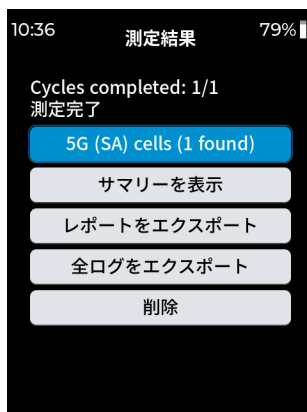 10:36
測定結果
79%
Cycles completed: 1/1
測定完了
5G (SA) cells (1 found)
サマリーを表示
レポートをエクスポート
全ログをエクスポート
削除